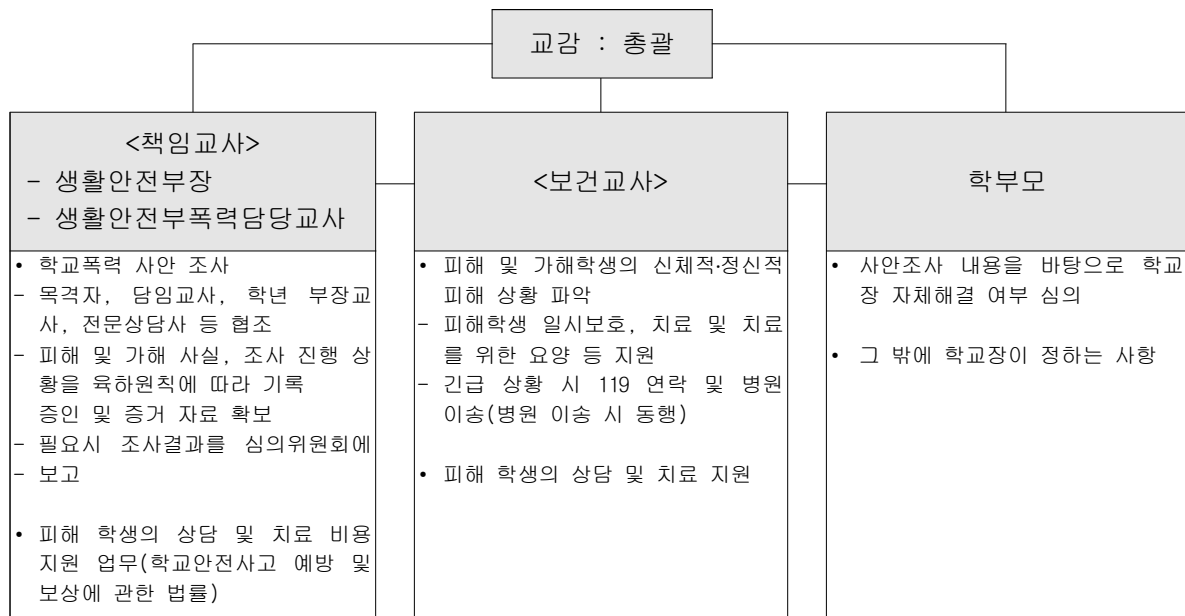 교감 : 총괄
<책임교사>
- 생활안전부장
- 생활안전부폭력담당교사
• 학교폭력 사안 조사
- 목격자, 담임교사, 학년 부장교
사, 전문상담사 등 협조
- 피해 및 가해 사실, 조사 진행 상
황을 육하원칙에 따라 기록
증인 및 증거 자료 확보
- 필요시 조사결과를 심의위원회에
- 보고
• 피해 학생의 상담 및 치료 비용
지원 업무(학교안전사고 예방 및
보상에 관한 법률)
<보건교사>
• 피해 및 가해학생의 신체적·정신적
피해 상황 파악
- 피해학생 일시보호, 치료 및 치료
를 위한 요양 등 지원
- 긴급 상황 시 119 연락 및 병원
이송(병원 이송 시 동행)
• 피해 학생의 상담 및 치료 지원
학부모
• 사안조사 내용을 바탕으로 학교
장 자체해결 여부 심의
• 그 밖에 학교장이 정하는 사항